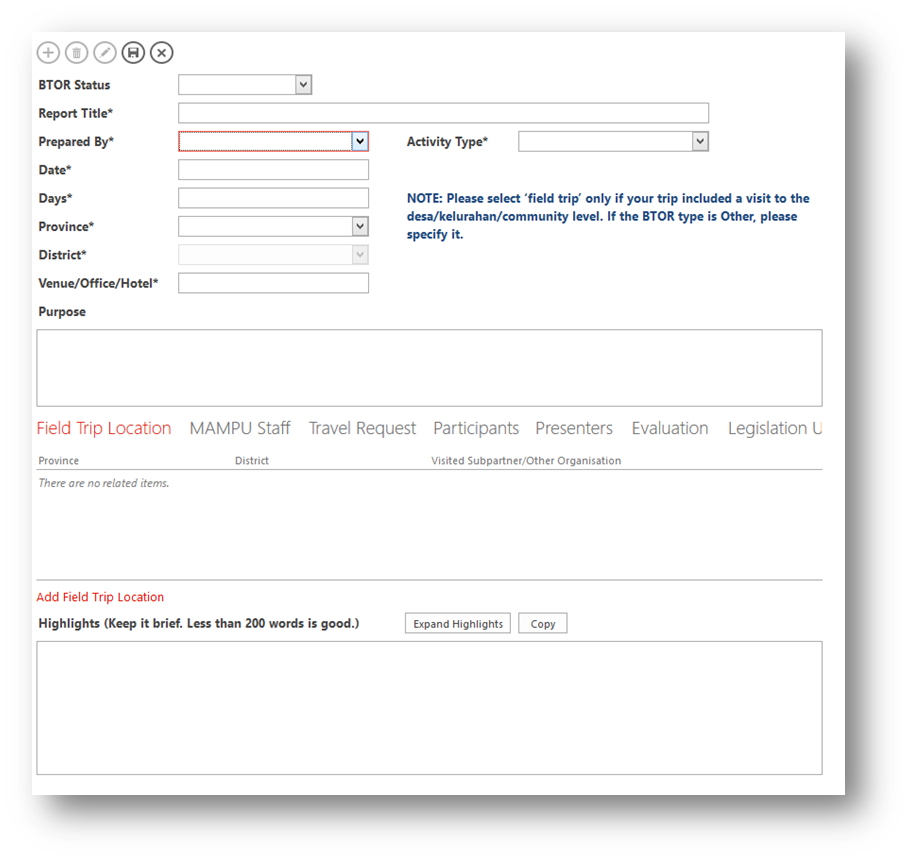 BTOR Status
Report Title*
Prepared By*
Activity Type*
Date*
Days*
NOTE: Please select ‘field trip’ only if your trip included a visit to the
desa/kelurahan/community level. If the BTOR type is Other, please
specify it.
Province*
District*
Venue/Office/Hotel*
Purpose
Field Trip Location MAMPU Staff Travel Request Participants Presenters Evaluation Legislation U
Province District Visited Subpartner/Other Organisation
There are no related items.
Add Field Trip Location
Highlights (Keep it brief. Less than 200 words is good.) Expand Highlights Copy